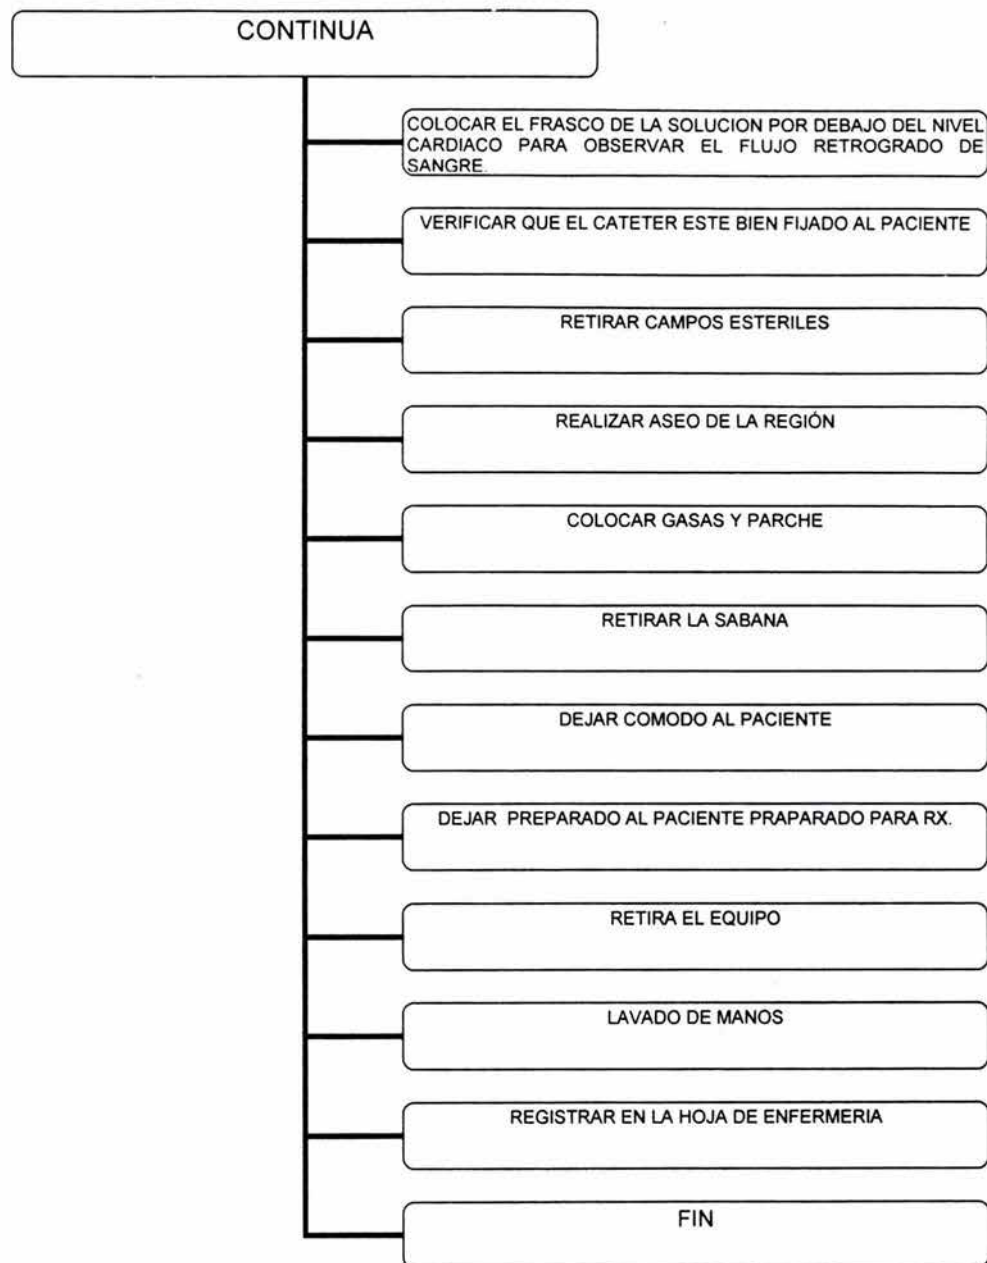 CONTINUA
COLOCAR EL FRASCO DE LA SOLUCION POR DEBAJO DEL NIVEL
CARDIACO PARA OBSERVAR EL FLUJO RETROGRADO DE
SANGRE.
VERIFICAR QUE EL CATETER ESTE BIEN FIJADO AL PACIENTE
RETIRAR CAMPOS ESTERILES
REALIZAR ASEO DE LA REGIÓN
COLOCAR GASAS Y PARCHE
RETIRAR LA SABANA
DEJAR COMODO AL PACIENTE
DEJAR PREPARADO AL PACIENTE PRAPARADO PARA RX.
RETIRA EL EQUIPO
LAVADO DE MANOS
REGISTRAR EN LA HOJA DE ENFERMERIA
FIN